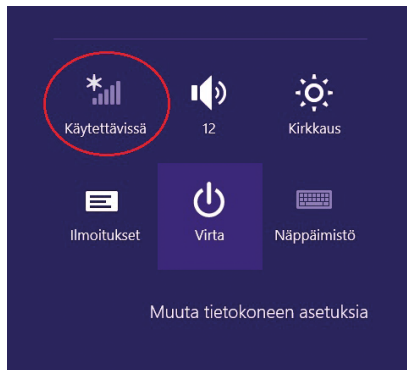 Käytettävissä 12 Kirkkaus
Ilmoitukset Virta Näppäimistö
Muuta tietokoneen asetuksia